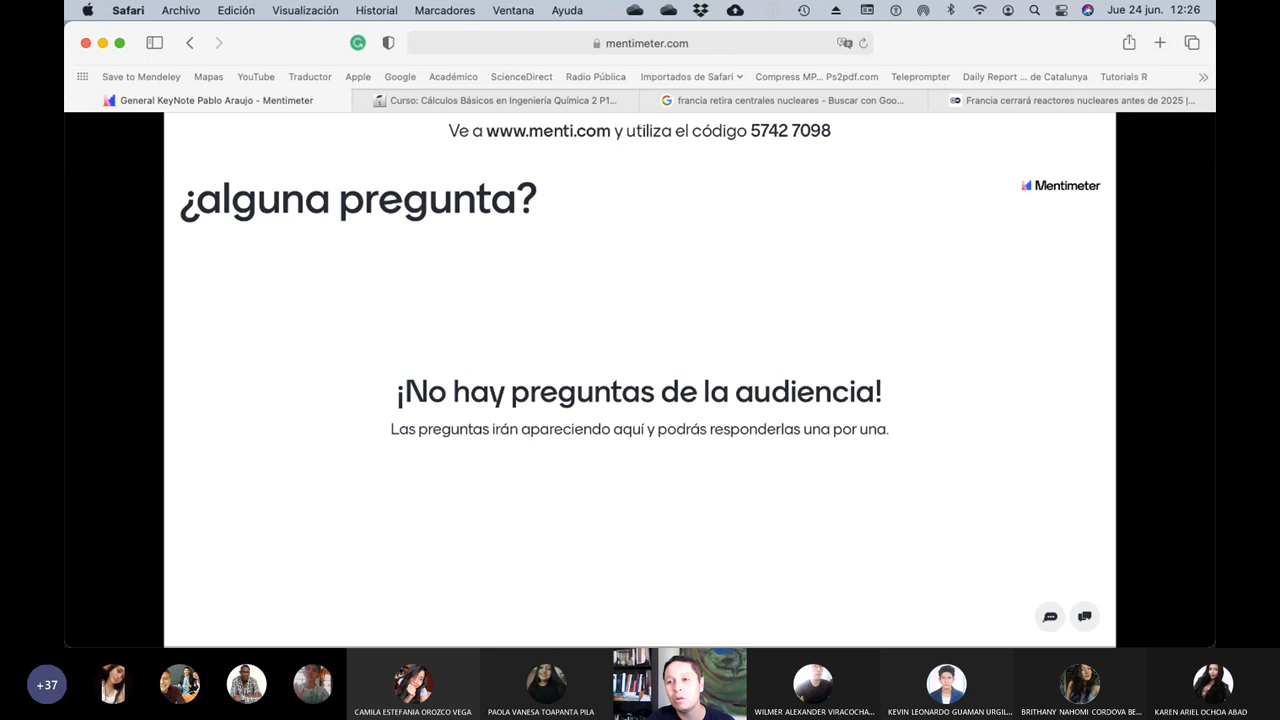 Safari Archivo Edición Visualización Historial Marcadores Ventana Ayuda Jue 24 jun. 12:26
mentimeter.com
Save to Mendeley Mapas YouTube Traductor Apple Google Académico ScienceDirect Radio Pública Importados de Safari Compress MP... Ps2pdf.com Teleprompter Daily Report ... de Catalunya Tutorials R
General KeyNote Pablo Araujo - Mentimeter Curso: Cálculos Básicos en Ingeniería Química 2 P1... francia retira centrales nucleares - Buscar con Goo... Francia cerrará reactores nucleares antes de 2025 |...
Ve a www.menti.com y utiliza el código 5742 7098
Mentimeter
¿alguna pregunta?
¡No hay preguntas de la audiencia!
Las preguntas irán apareciendo aquí y podrás responderlas una por una.
+37
CAMILA ESTEFANIA OROZCO VEGA PAOLA VANESA TOAPANTA PILA WILMER ALEXANDER VIRACOCHA... KEVIN LEONARDO GUAMAN URGIL... BRITHANY NAHOMI CORDOVA BE... KAREN ARIEL OCHOA ABAD